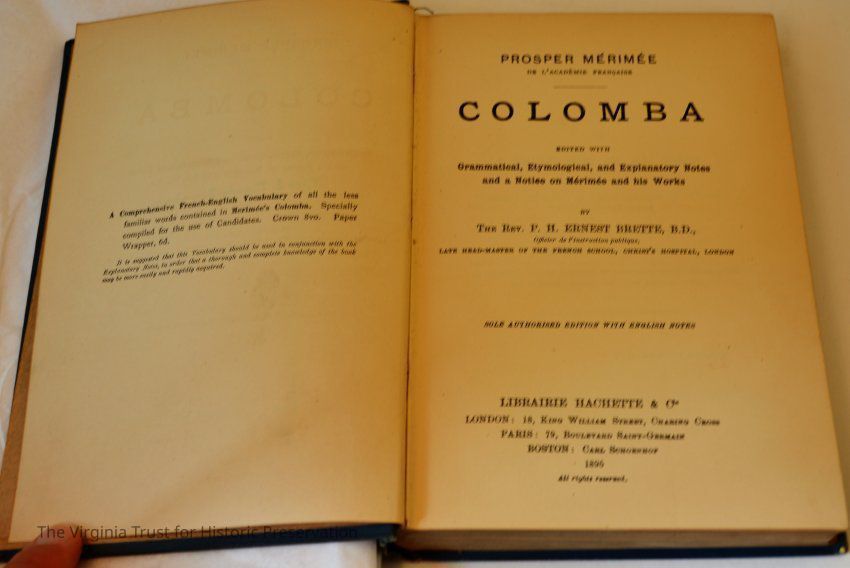 A Comprehensive French-English Vocabulary of all the less
familiar words contained in Merimée's Colomba. Specially
compiled for the use of Candidates. Crown 8vo. Paper
Wrapper, 6d.
It is suggested that this Vocabulary should be used in conjunction with the
Explanatory Notes, in order that a thorough and complete knowledge of the book
may be more easily and rapidly acquired.
PROSPER MÉRIMÉE
DE L'ACADÉMIE FRANÇAISE
COLOMBA
EDITED WITH
Grammatical, Etymological, and Explanatory Notes
and a Notice on Mérimée and his Works
BY
THE REV. P. H. ERNEST BRETTE, B.D.,
Officier de l'Instruction publique,
LATE HEAD-MASTER OF THE FRENCH SCHOOL, CHRIST'S HOSPITAL, LONDON
SOLE AUTHORISED EDITION WITH ENGLISH NOTES
LIBRAIRIE HACHETTE & Cie
LONDON: 18, KING WILLIAM STREET, CHARING CROSS
PARIS: 79, BOULEVARD SAINT-GERMAIN
BOSTON: CARL SCHOENHOF
All rights reserved.
The Virginia Trust for Historic Preservation